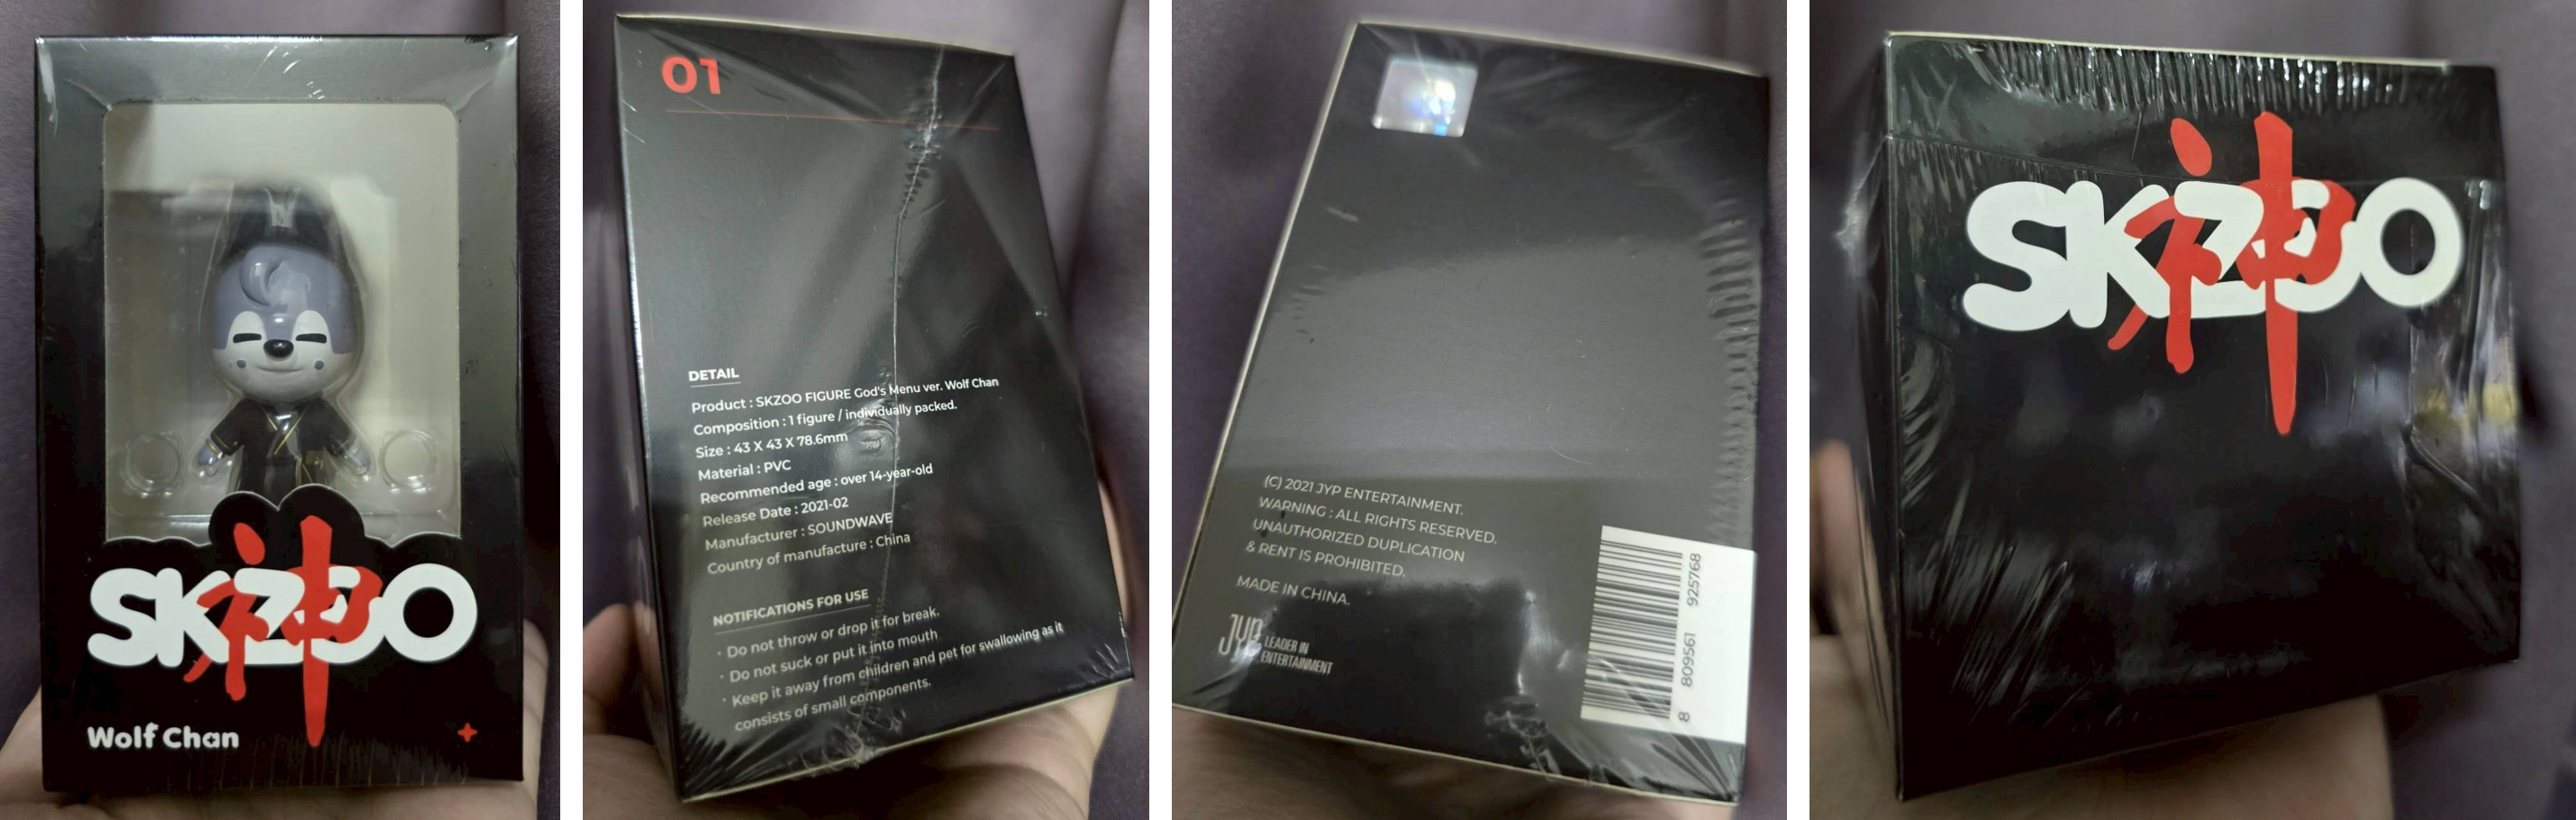 SKZOO
神
Wolf Chan
01
DETAIL
Product : SKZOO FIGURE God's Menu ver. Wolf Chan
Composition : 1 figure / individually packed.
Size : 43 X 43 X 78.6mm
Material : PVC
Recommended age : over 14-year-old
Release Date : 2021-02
Manufacturer : SOUNDWAVE
Country of manufacture : China
NOTIFICATIONS FOR USE
· Do not throw or drop it for break.
· Do not suck or put it into mouth
· Keep it away from children and pet for swallowing as it
consists of small components.
(C) 2021 JYP ENTERTAINMENT.
WARNING : ALL RIGHTS RESERVED.
UNAUTHORIZED DUPLICATION
& RENT IS PROHIBITED.
MADE IN CHINA.
JYP LEADER IN
ENTERTAINMENT
8 809561 925768
SKZOO
神